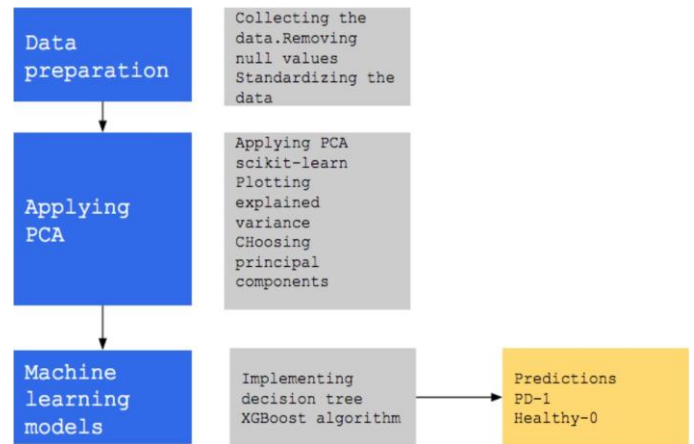 Data
preparation
Collecting the
data.Removing
null values
Standardizing the
data
Applying
PCA
Applying PCA
scikit-learn
Plotting
explained
variance
CHoosing
principal
components
Machine
learning
models
Implementing
decision tree
XGBoost algorithm
Predictions
PD-1
Healthy-0